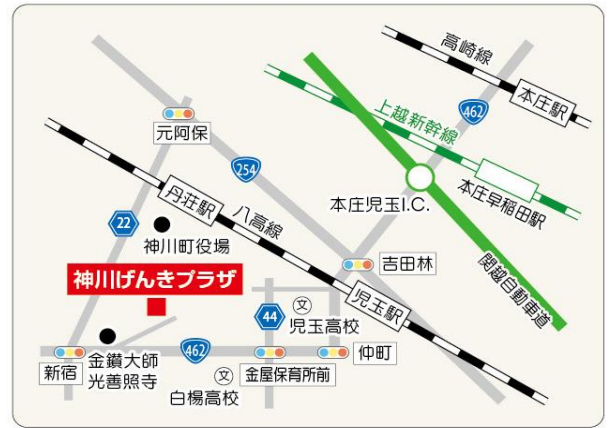 高崎線
本庄駅
上越新幹線
462
元阿保
254
本庄早稲田駅
本庄児玉I.C.
丹荘駅
八高線
22
神川町役場
関越自動車道
吉田林
神川げんきプラザ
児玉駅
44
文
児玉高校
金鑚大師
光善照寺
462
新宿
金屋保育所前
仲町
文
白楊高校